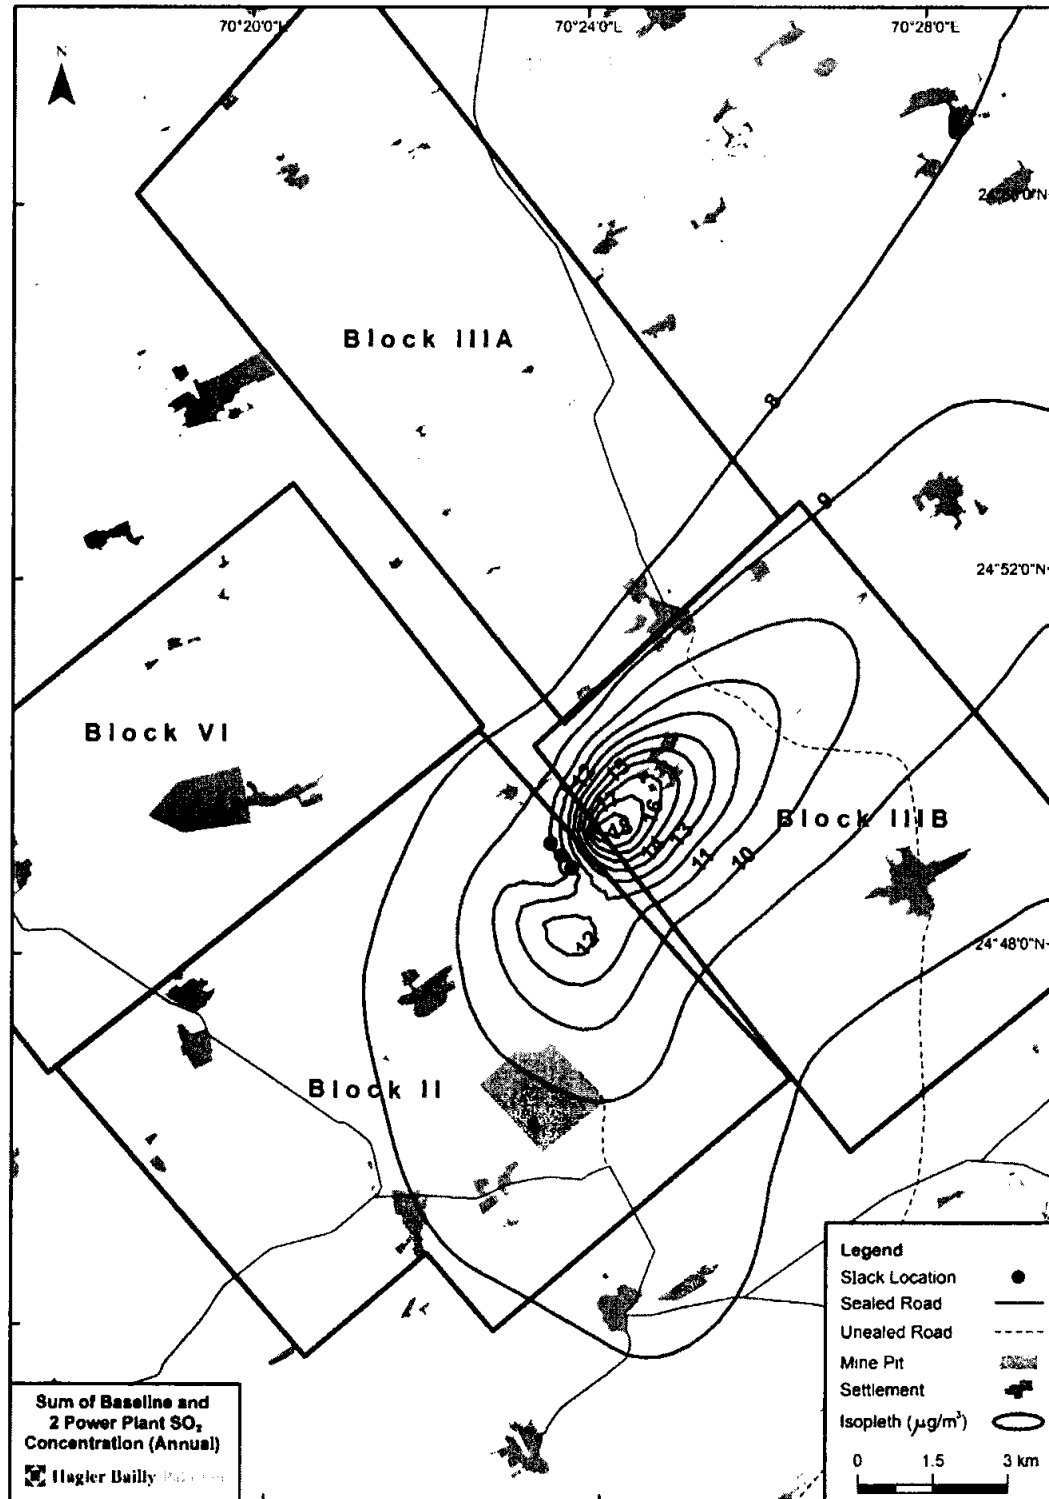 70°20'0"E
70°24'0"E
70°28'0"E
N
Block IIIA
8
9
24°52'0"N
Block VI
18
16
14
13
11
10
Block IIIB
12
24°48'0"N
Block II
Legend
Slack Location
Sealed Road
Unealed Road
Mine Pit
Settlement
Isopleth (µg/m³)
0 1.5 3 km
Sum of Baseline and
2 Power Plant SO₂
Concentration (Annual)
Hagler Bailly